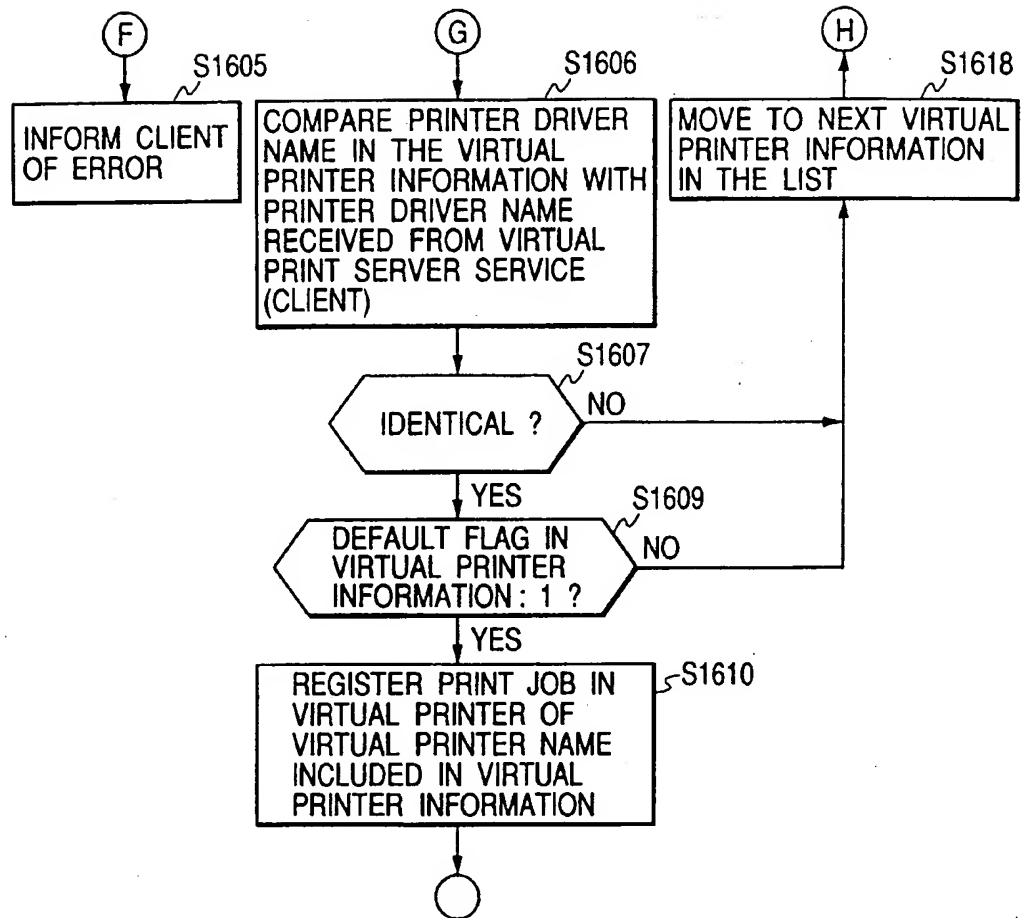 F
G
H
S1605
S1606
S1618
INFORM CLIENT
OF ERROR
COMPARE PRINTER DRIVER
NAME IN THE VIRTUAL
PRINTER INFORMATION WITH
PRINTER DRIVER NAME
RECEIVED FROM VIRTUAL
PRINT SERVER SERVICE
(CLIENT)
MOVE TO NEXT VIRTUAL
PRINTER INFORMATION
IN THE LIST
S1607
IDENTICAL ?
NO
YES
S1609
DEFAULT FLAG IN
VIRTUAL PRINTER
INFORMATION : 1 ?
NO
YES
S1610
REGISTER PRINT JOB IN
VIRTUAL PRINTER OF
VIRTUAL PRINTER NAME
INCLUDED IN VIRTUAL
PRINTER INFORMATION